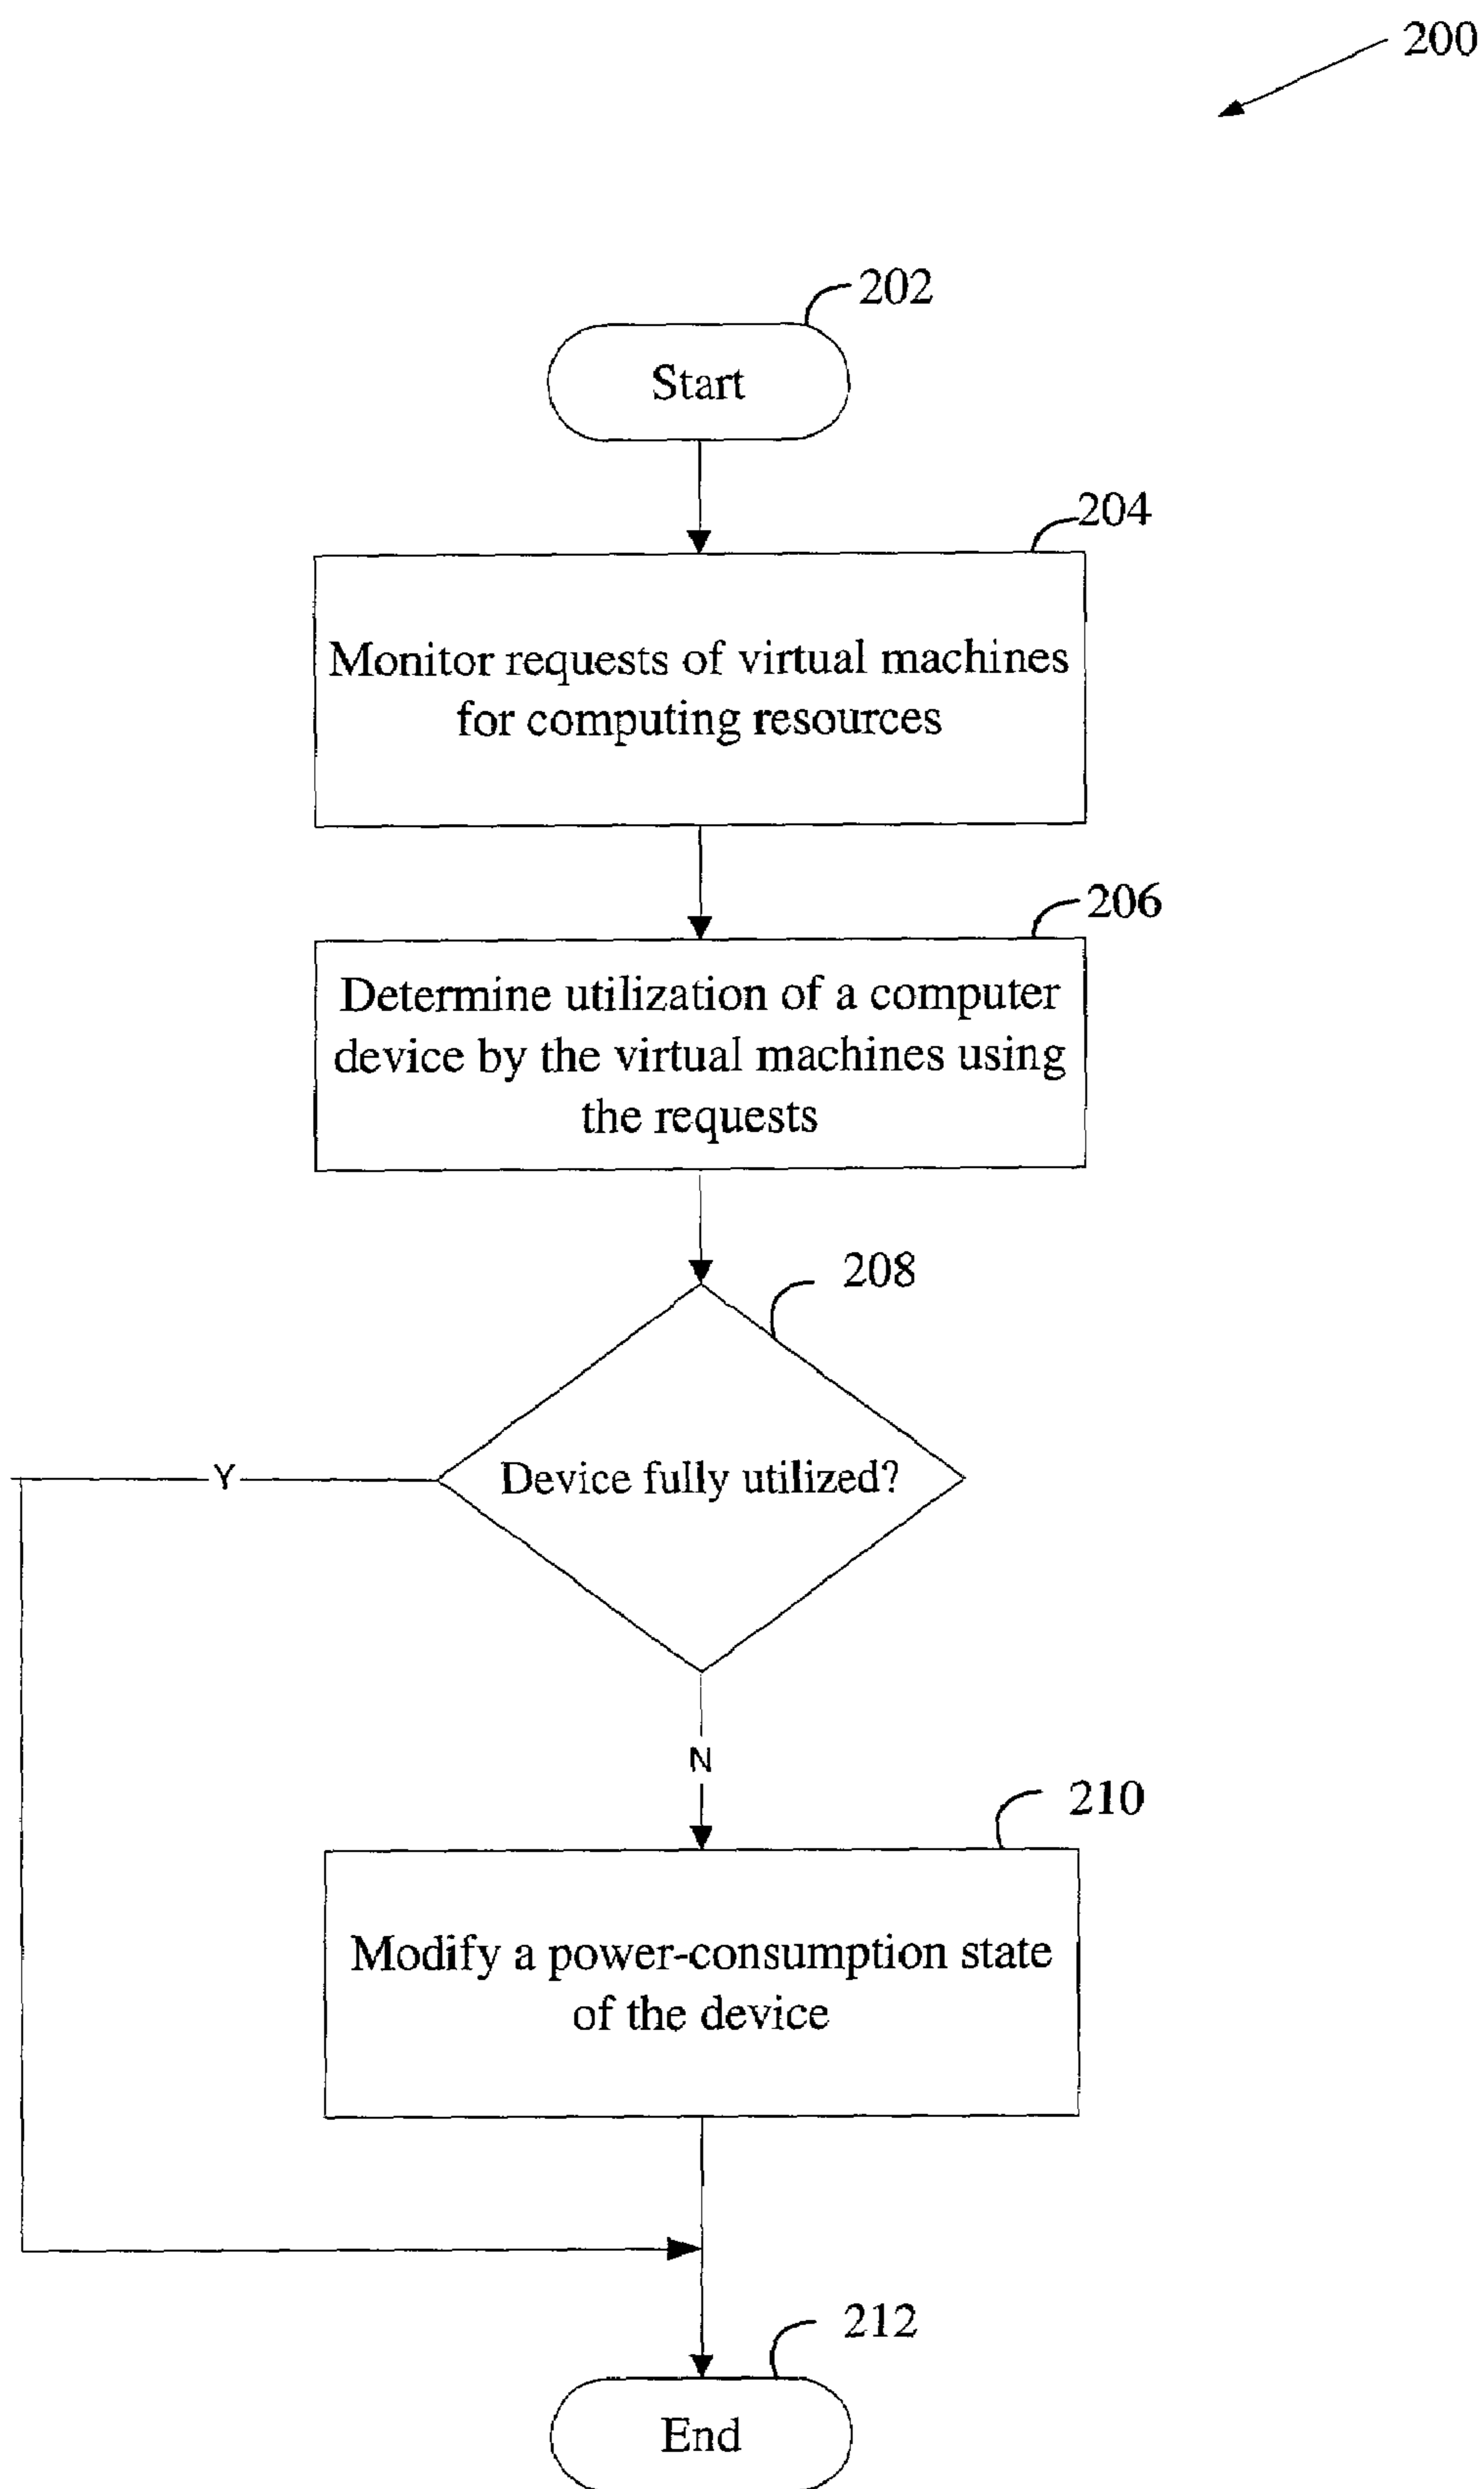 200
202
Start
204
Monitor requests of virtual machines
for computing resources
206
Determine utilization of a computer
device by the virtual machines using
the requests
208
Device fully utilized?
Y
N
210
Modify a power-consumption state
of the device
212
End